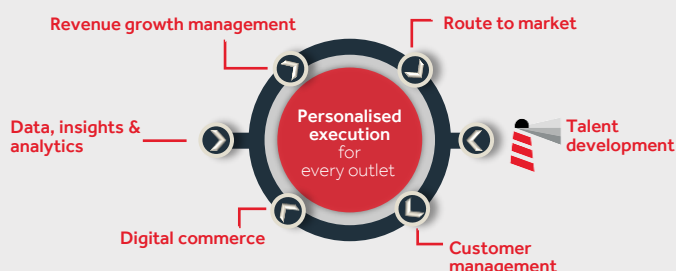 Revenue growth management
Route to market
Data, insights &
analytics
Personalised
execution
for
every outlet
Talent
development
Digital commerce
Customer
management